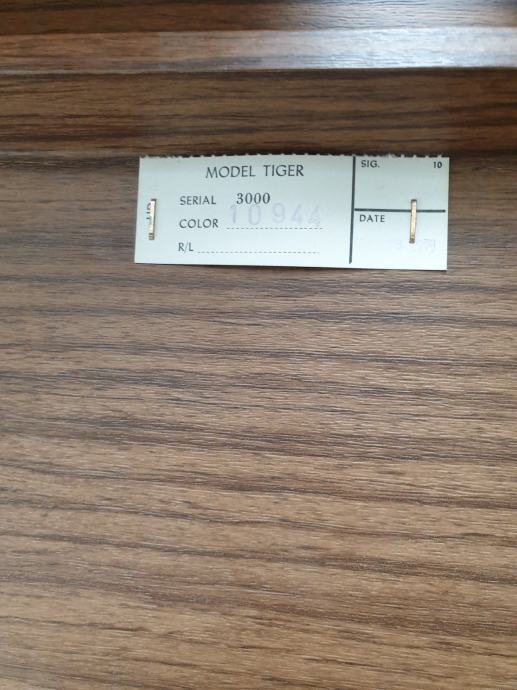 MODEL TIGER
SERIAL 3000
COLOR 10944
R/L
SIG. 10
DATE